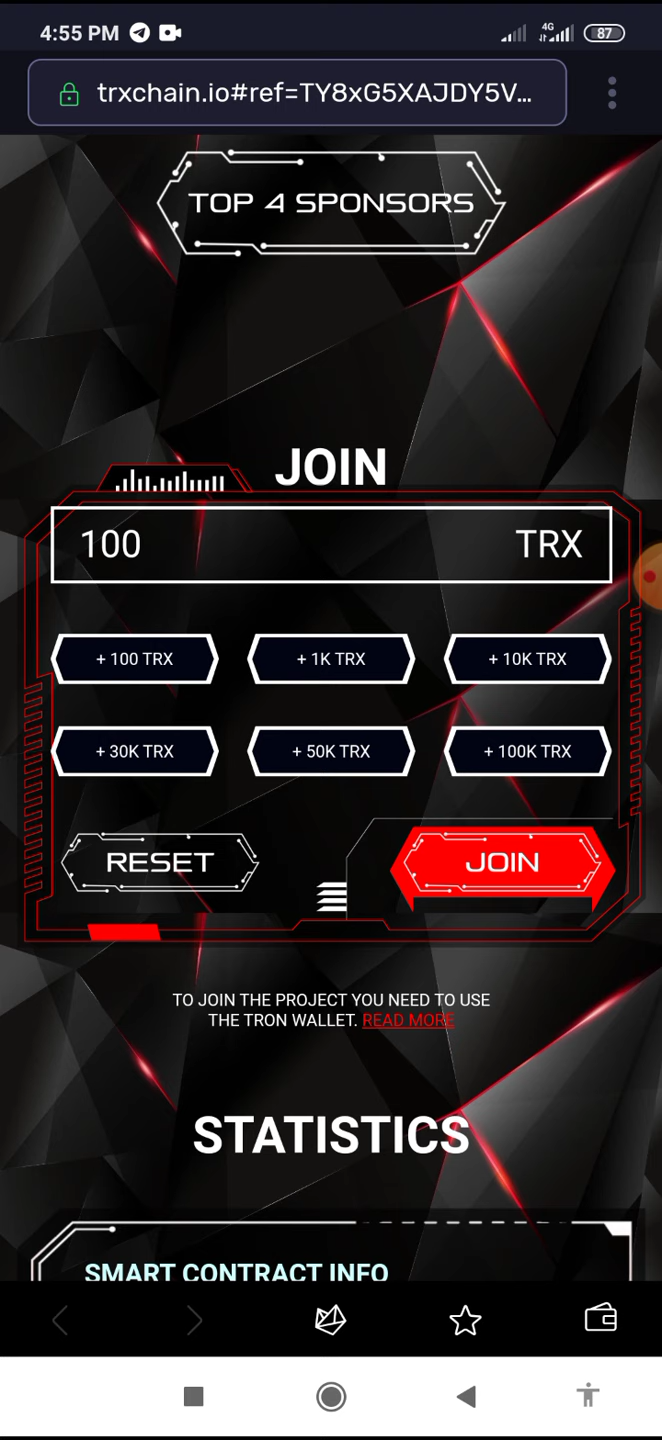 4:55 PM
4G
87
trxchain.io#ref=TY8xG5XAJDY5V...
TOP 4 SPONSORS
JOIN
100 TRX
+ 100 TRX
+ 1K TRX
+ 10K TRX
+ 30K TRX
+ 50K TRX
+ 100K TRX
RESET
JOIN
TO JOIN THE PROJECT YOU NEED TO USE
THE TRON WALLET. READ MORE
STATISTICS
SMART CONTRACT INFO